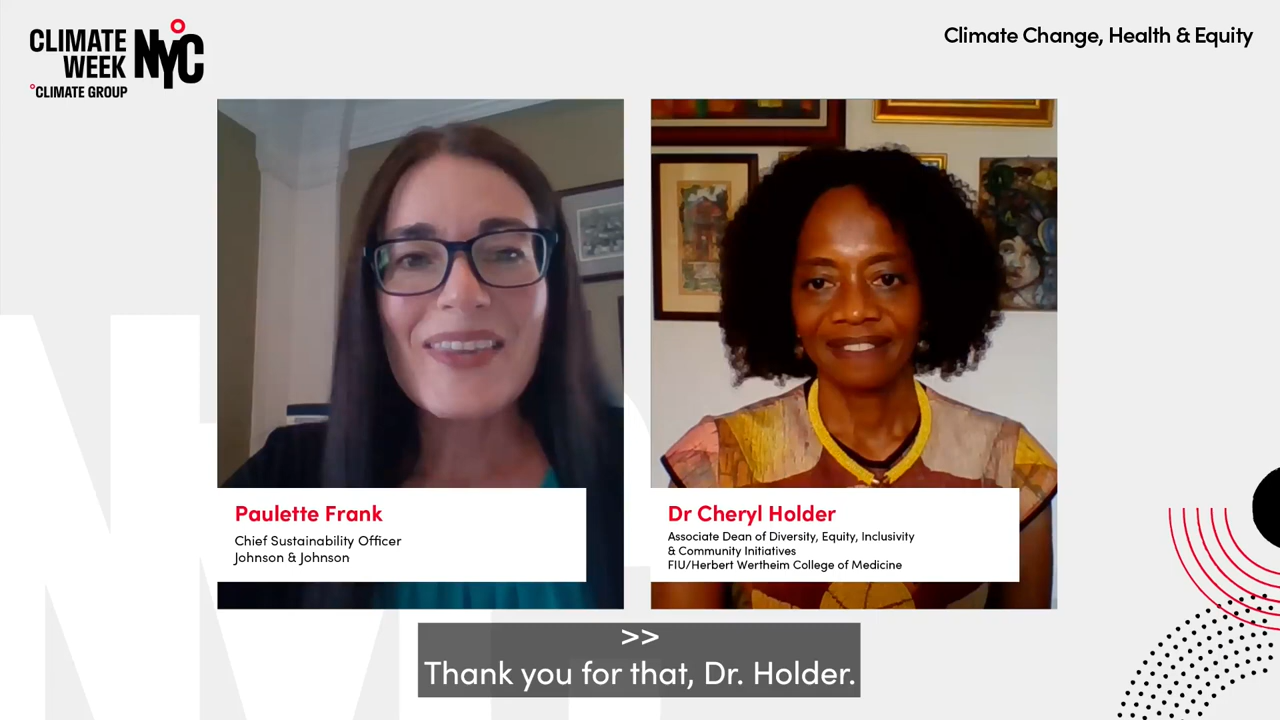 CLIMATE
WEEK
NYC
°CLIMATE GROUP
Climate Change, Health & Equity
Paulette Frank
Chief Sustainability Officer
Johnson & Johnson
Dr Cheryl Holder
Associate Dean of Diversity, Equity, Inclusivity
& Community Initiatives
FIU/Herbert Wertheim College of Medicine
>>
Thank you for that, Dr. Holder.